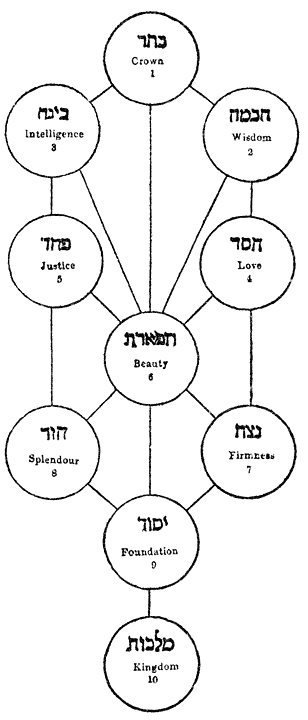 כתר
Crown
1
בינה
Intelligence
3
חכמה
Wisdom
2
פחד
Justice
5
חסד
Love
4
תפארת
Beauty
6
הוד
Splendour
8
נצח
Firmness
7
יסוד
Foundation
9
מלכות
Kingdom
10